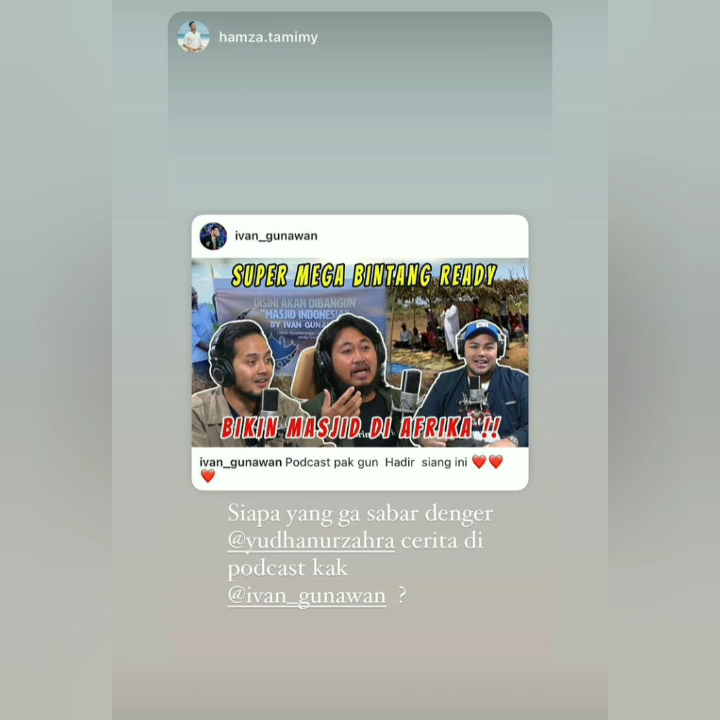 hamza.tamimy
ivan_gunawan
SUPER MEGA BINTANG READY
DISINI AKAN DIBANGUN
"MASJID INDONESIA"
BY IVAN GUNA
BIKIN MASJID DI AFRIKA !!
ivan_gunawan Podcast pak gun Hadir siang ini ❤️❤️
❤️
Siapa yang ga sabar denger
@yudhanurzahra cerita di
podcast kak
@ivan_gunawan ?